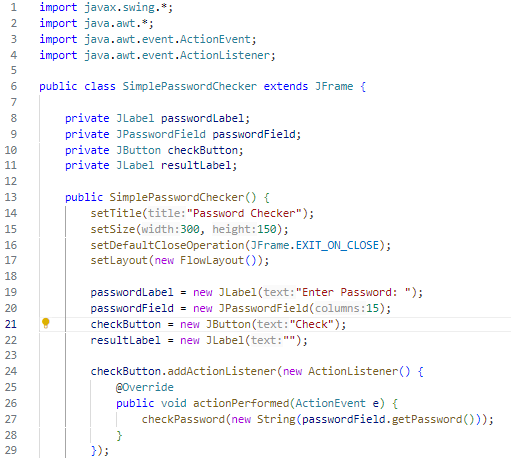 1 import javax.swing.*;
2 import java.awt.*;
3 import java.awt.event.ActionEvent;
4 import java.awt.event.ActionListener;
5
6 public class SimplePasswordChecker extends JFrame {
7
8     private JLabel passwordLabel;
9     private JPasswordField passwordField;
10     private JButton checkButton;
11     private JLabel resultLabel;
12
13     public SimplePasswordChecker() {
14         setTitle(title:"Password Checker");
15         setSize(width:300, height:150);
16         setDefaultCloseOperation(JFrame.EXIT_ON_CLOSE);
17         setLayout(new FlowLayout());
18
19         passwordLabel = new JLabel(text:"Enter Password: ");
20         passwordField = new JPasswordField(columns:15);
21         checkButton = new JButton(text:"Check");
22         resultLabel = new JLabel(text:"");
23
24         checkButton.addActionListener(new ActionListener() {
25             @Override
26             public void actionPerformed(ActionEvent e) {
27                 checkPassword(new String(passwordField.getPassword()));
28             }
29         });